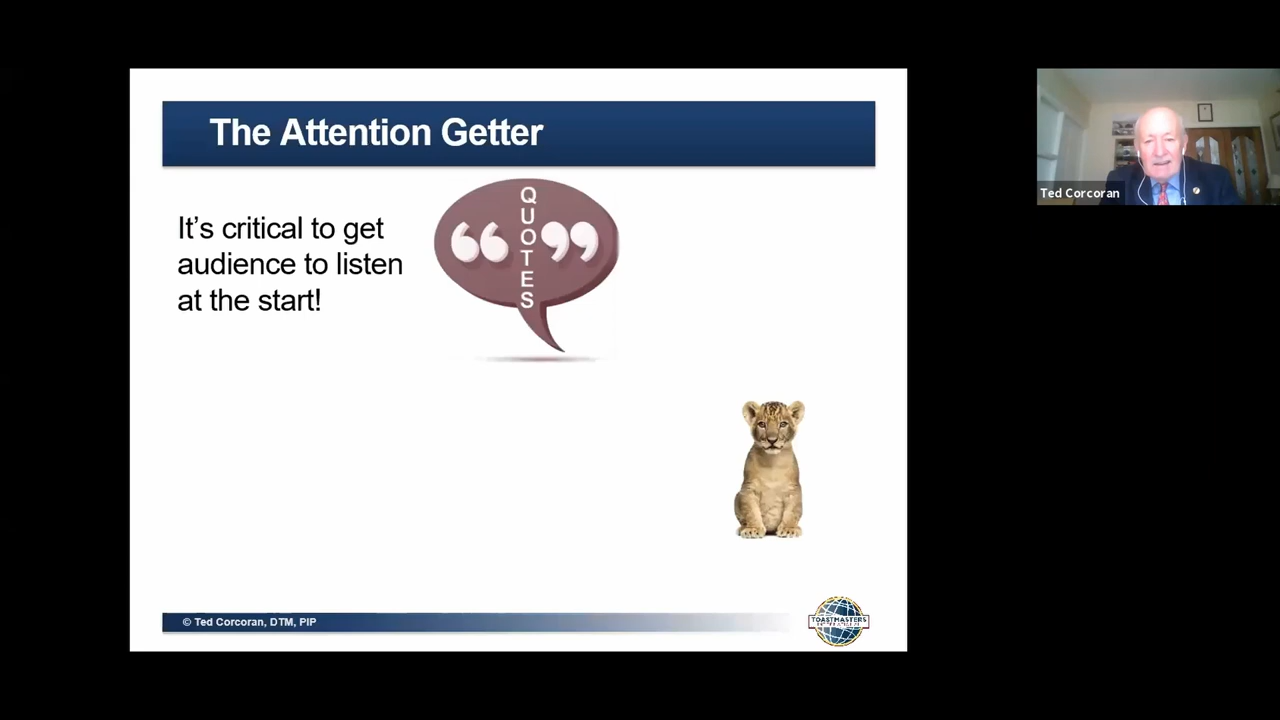 The Attention Getter
It's critical to get
audience to listen
at the start!
“ QUOTES ”
© Ted Corcoran, DTM, PIP
TOASTMASTERS
INTERNATIONAL
Ted Corcoran